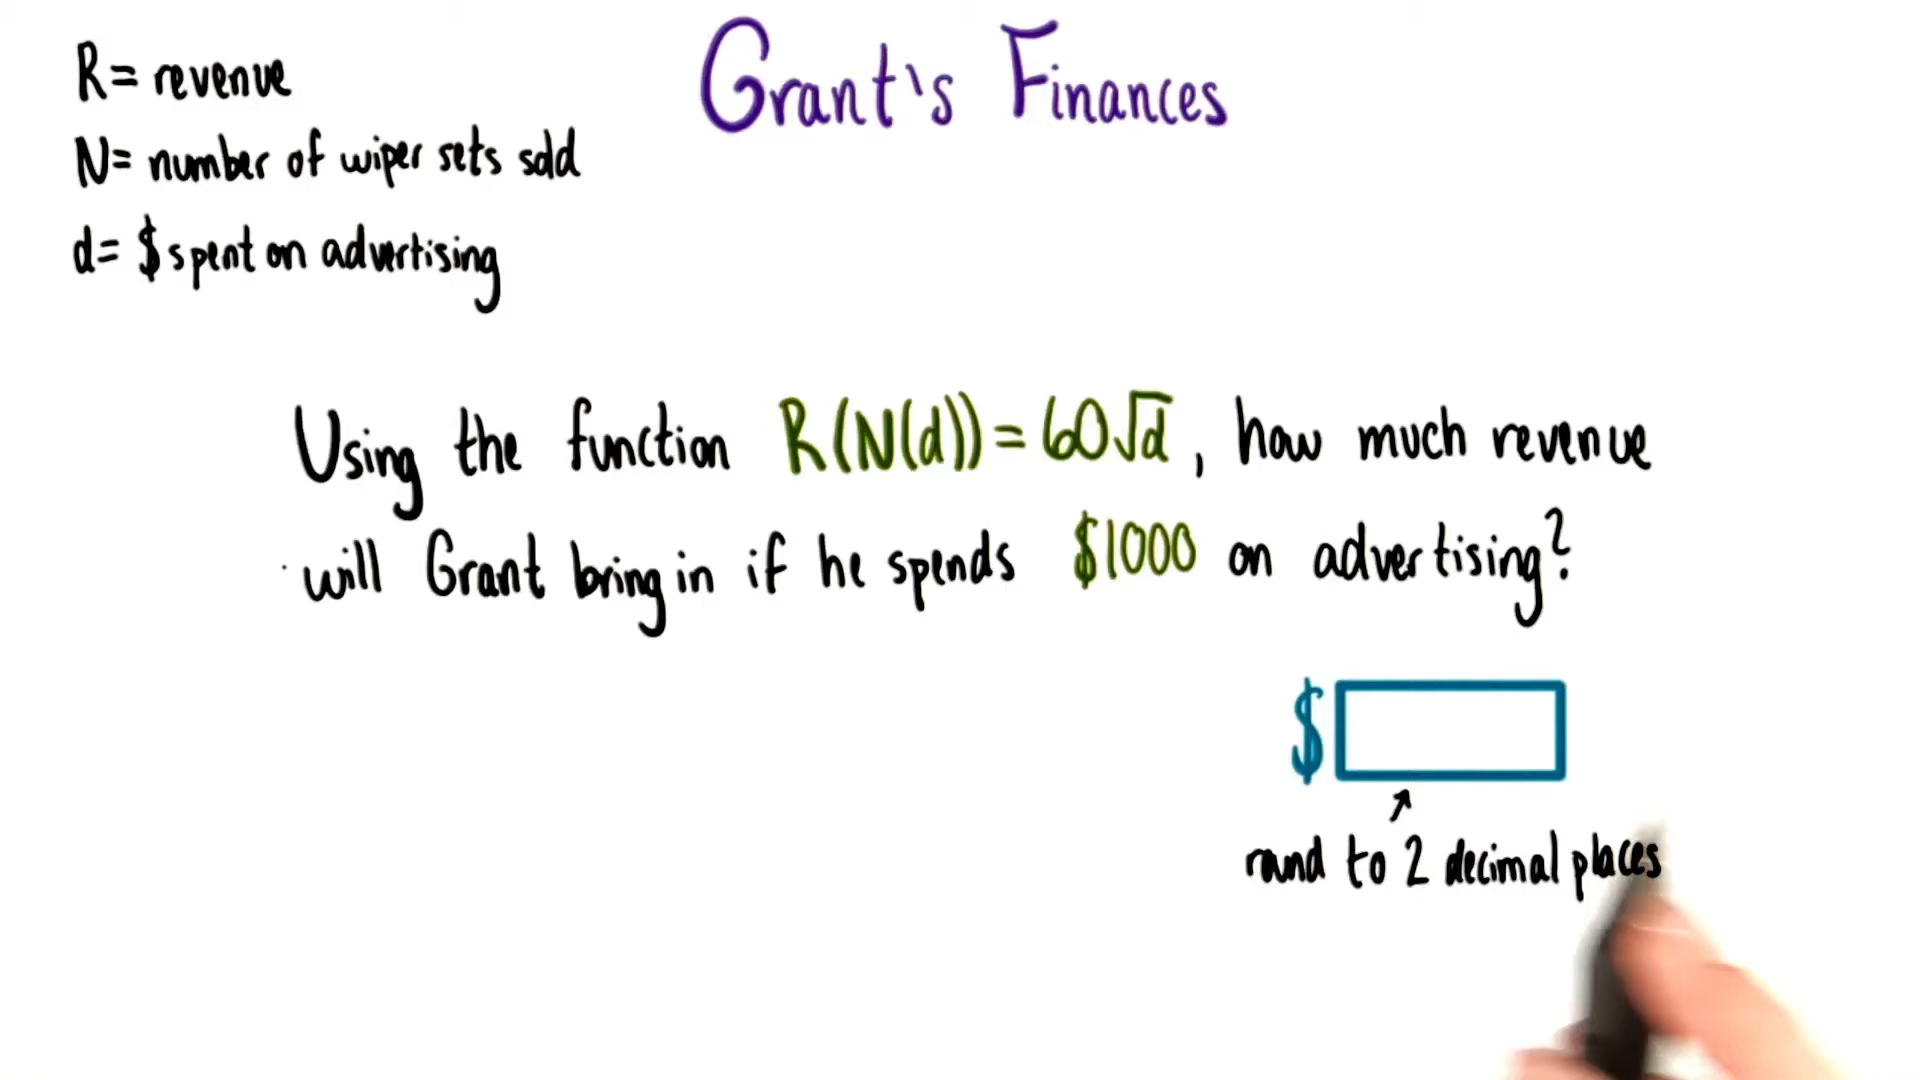 Grant's Finances
R= revenue
N= number of wiper sets sold
d= $ spent on advertising
Using the function R(N(d)) = 60√d, how much revenue
will Grant bring in if he spends $1000 on advertising?
$
round to 2 decimal places